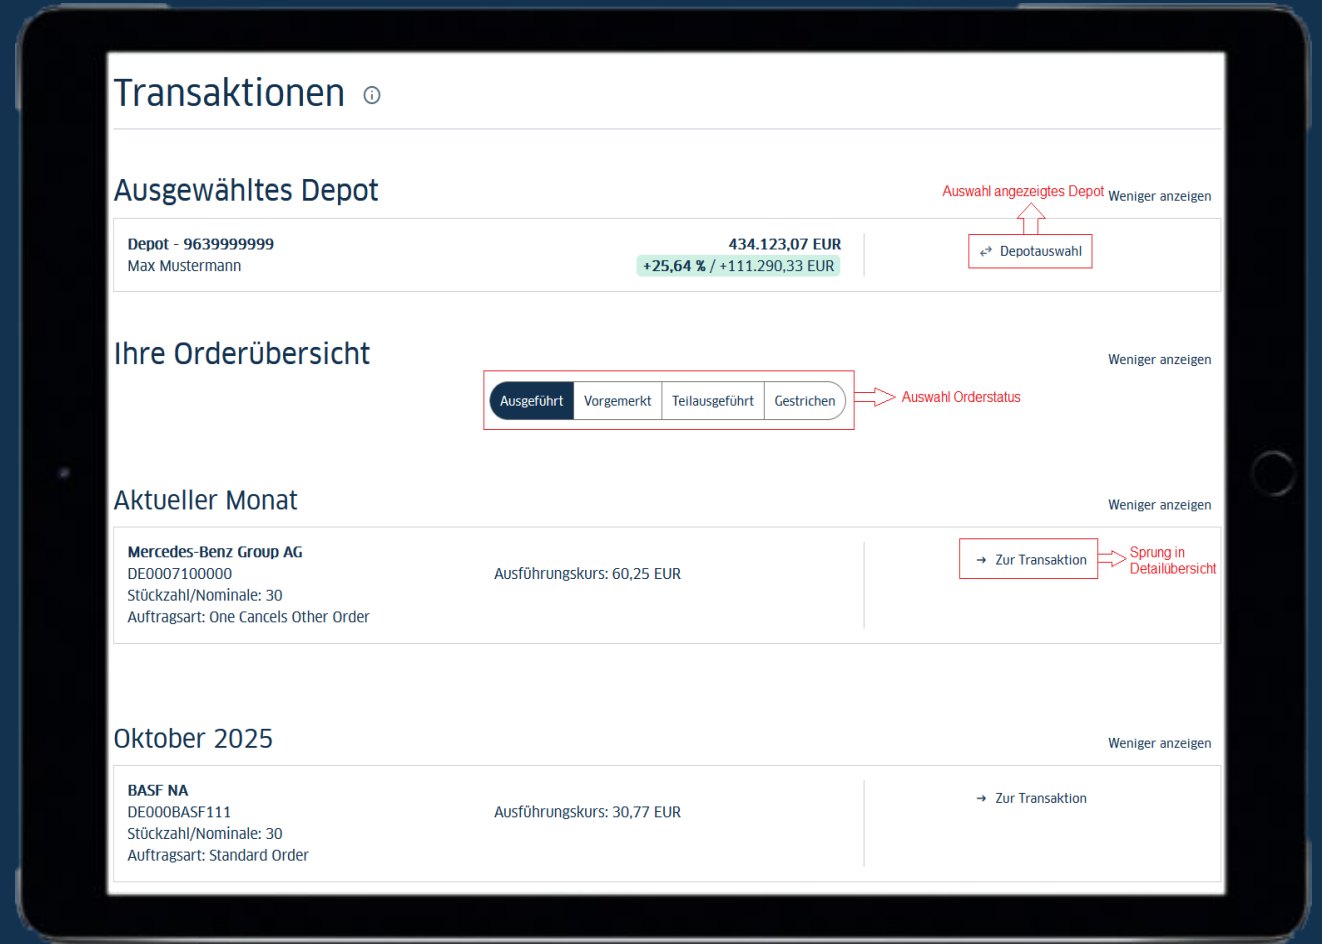 Transaktionen
Ausgewähltes Depot
Auswahl angezeigtes Depot
Weniger anzeigen
Depot - 9639999999
434.123,07 EUR
Depotauswahl
Max Mustermann
+25,64 % / +111.290,33 EUR
Ihre Orderübersicht
Weniger anzeigen
Ausgeführt
Vorgemerkt
Teilausgeführt
Gestrichen
Auswahl Orderstatus
Aktueller Monat
Weniger anzeigen
Mercedes-Benz Group AG
DE0007100000
Stückzahl/Nominale: 30
Auftragsart: One Cancels Other Order
Ausführungskurs: 60,25 EUR
→ Zur Transaktion
Sprung in
Detailübersicht
Oktober 2025
Weniger anzeigen
BASF NA
DE000BASF111
Stückzahl/Nominale: 30
Auftragsart: Standard Order
Ausführungskurs: 30,77 EUR
→ Zur Transaktion